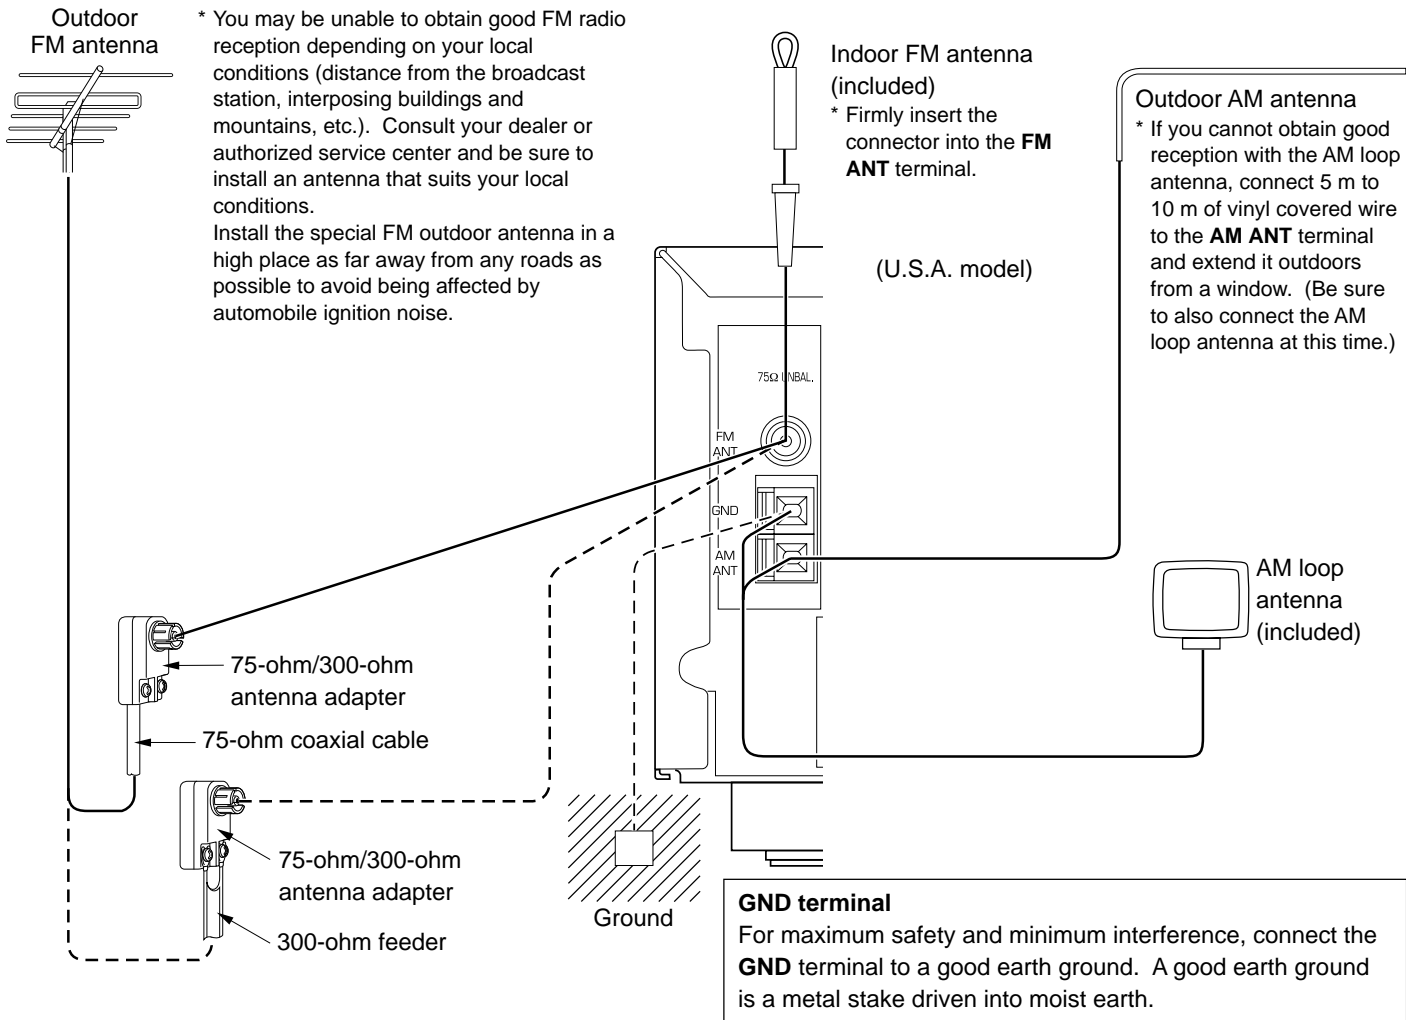 Outdoor
FM antenna
* You may be unable to obtain good FM radio
reception depending on your local
conditions (distance from the broadcast
station, interposing buildings and
mountains, etc.).  Consult your dealer or
authorized service center and be sure to
install an antenna that suits your local
conditions.
Install the special FM outdoor antenna in a
high place as far away from any roads as
possible to avoid being affected by
automobile ignition noise.
Indoor FM antenna
(included)
* Firmly insert the
connector into the FM
ANT terminal.
(U.S.A. model)
Outdoor AM antenna
* If you cannot obtain good
reception with the AM loop
antenna, connect 5 m to
10 m of vinyl covered wire
to the AM ANT terminal
and extend it outdoors
from a window.  (Be sure
to also connect the AM
loop antenna at this time.)
75Ω UNBAL.
FM
ANT
GND
AM
ANT
AM loop
antenna
(included)
75-ohm/300-ohm
antenna adapter
75-ohm coaxial cable
75-ohm/300-ohm
antenna adapter
300-ohm feeder
Ground
GND terminal
For maximum safety and minimum interference, connect the
GND terminal to a good earth ground.  A good earth ground
is a metal stake driven into moist earth.